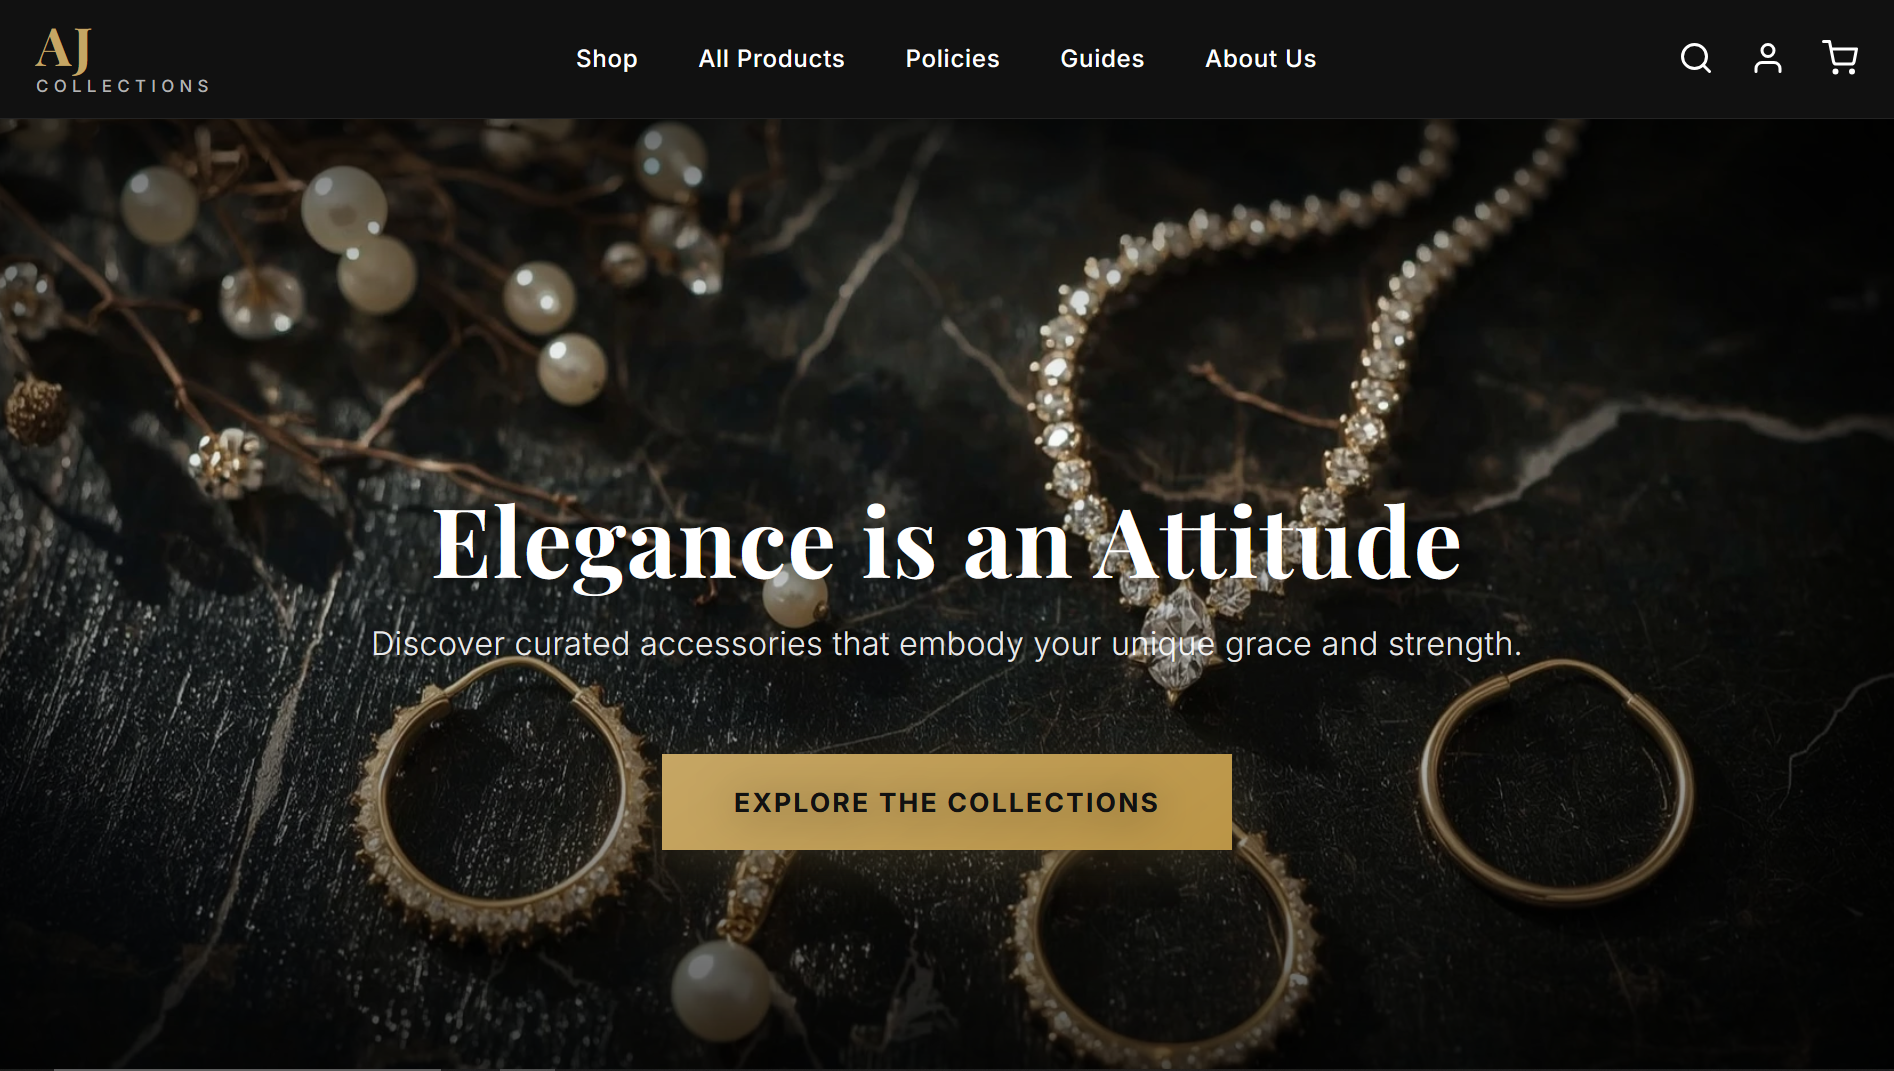 AJ
COLLECTIONS
Shop
All Products
Policies
Guides
About Us
Elegance is an Attitude
Discover curated accessories that embody your unique grace and strength.
EXPLORE THE COLLECTIONS